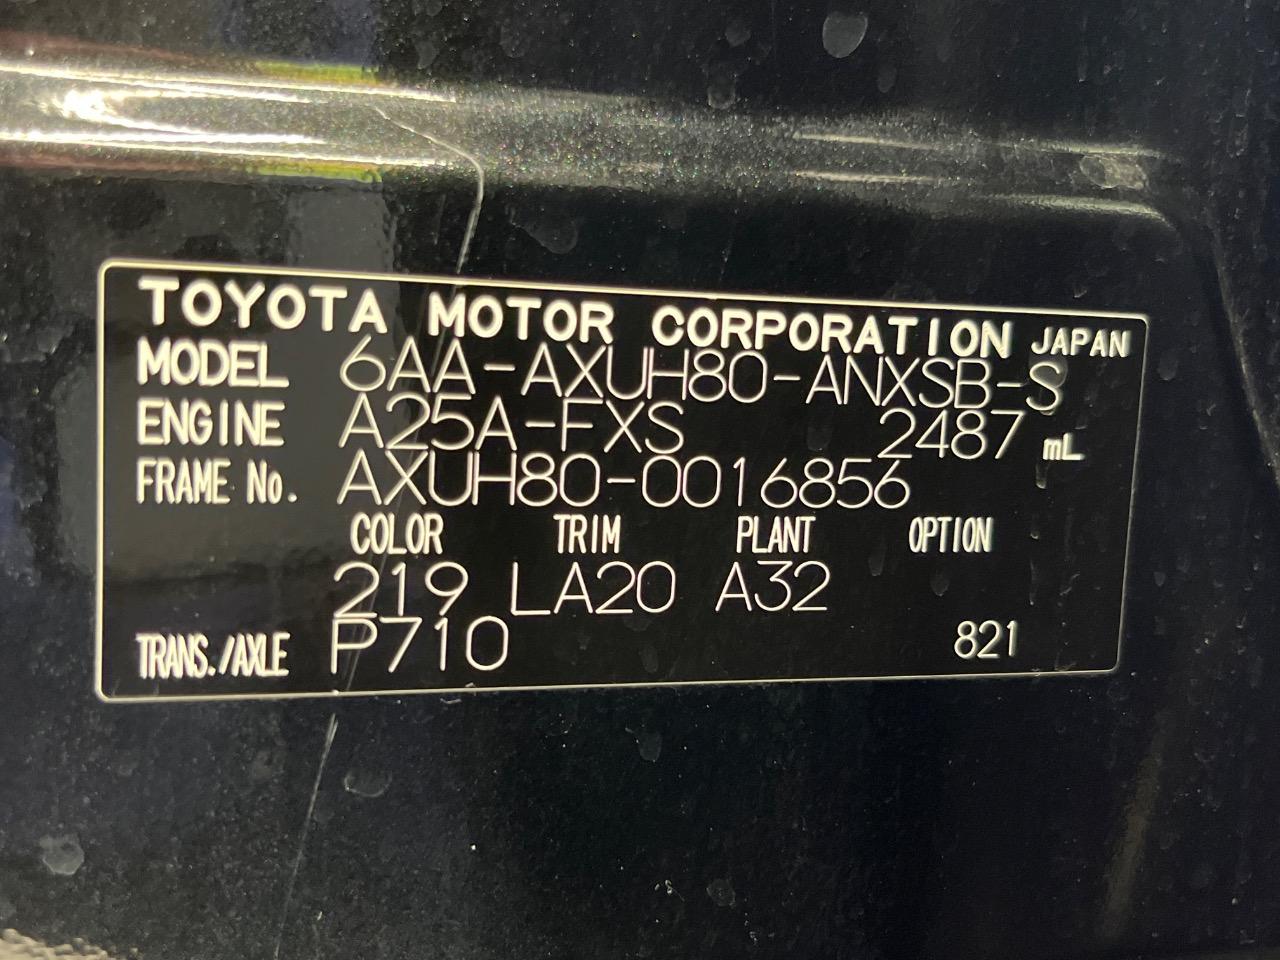 TOYOTA MOTOR CORPORATION JAPAN
MODEL 6AA-AXUH80-ANXSB-S
ENGINE A25A-FXS 2487 mL
FRAME No. AXUH80-0016856
COLOR TRIM PLANT OPTION
219 LA20 A32
TRANS./AXLE P710 821